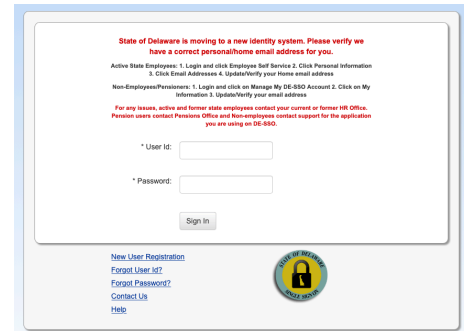 State of Delaware is moving to a new identity system. Please verify we
have a correct personal/home email address for you.
Active State Employees: 1. Login and click Employee Self Service 2. Click Personal Information
3. Click Email Addresses 4. Update/Verify your Home email address
Non-Employees/Pensioners: 1. Login and click on Manage My DE-SSO Account 2. Click on My
Information 3. Update/Verify your email address
For any issues, active and former state employees contact your current or former HR Office.
Pension users contact Pensions Office and Non-employees contact support for the application
you are using on DE-SSO.
* User Id:
* Password:
Sign In
New User Registration
Forgot User Id?
Forgot Password?
Contact Us
Help
STATE OF DELAWARE
SINGLE SIGNON